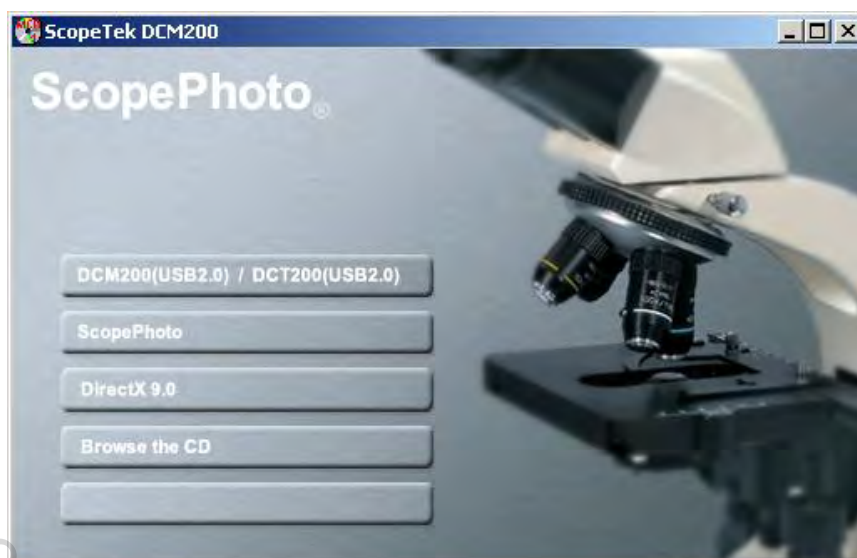 ScopeTek DCM200
ScopePhoto®
DCM200(USB2.0) / DCT200(USB2.0)
ScopePhoto
DirectX 9.0
Browse the CD